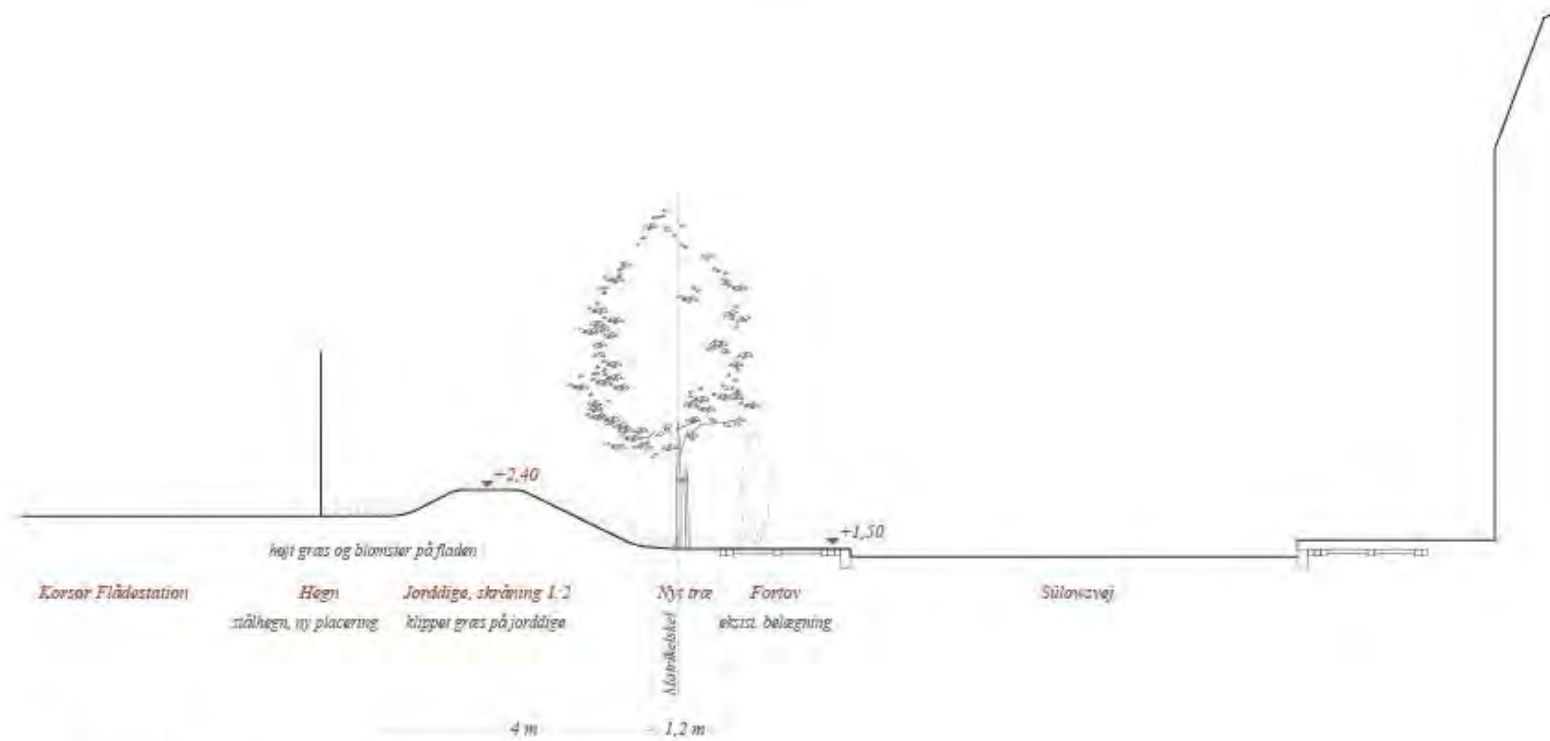 +2,40
+1,50
højt græs og blomster på fladen
Korsør Flådestation
Hegn
Jorddige, skråning 1:2
Nyt træ
Fortov
Sülowsvej
stålhegn, ny placering
klippet græs på jorddige
eksist. belægning
Matrikelskel
4 m
1,2 m